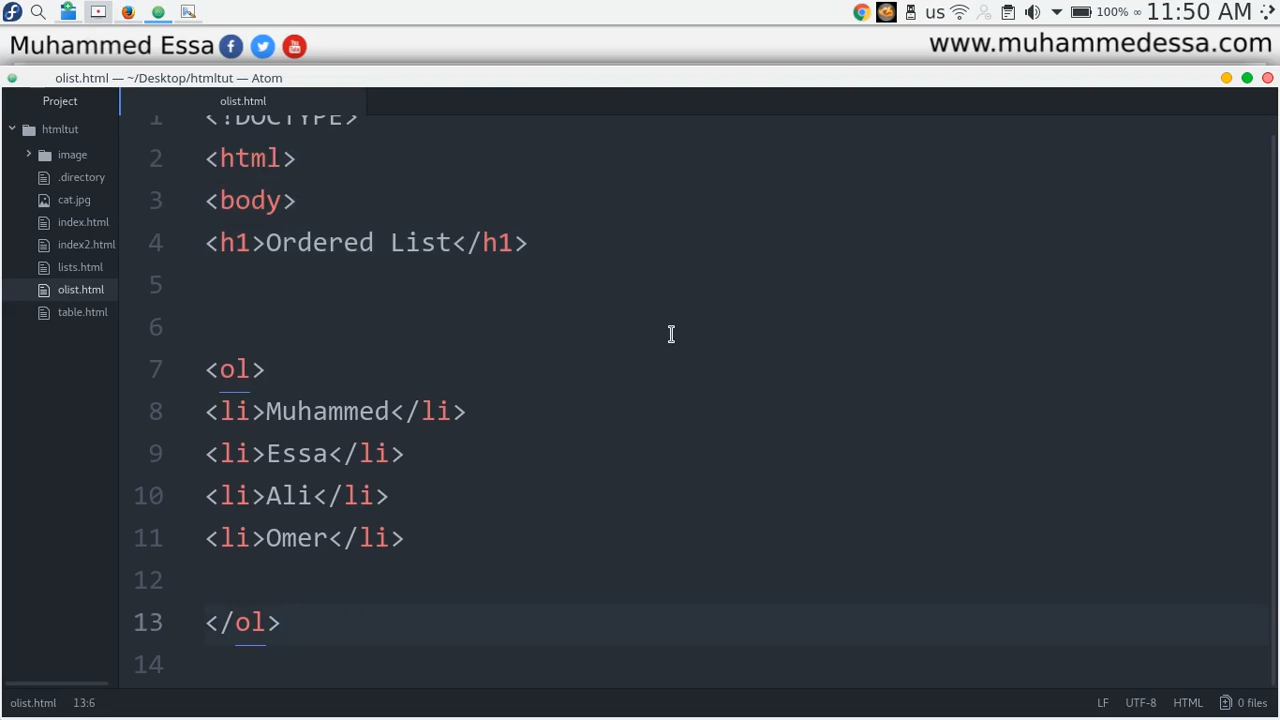 us 100% 11:50 AM
Muhammed Essa www.muhammedessa.com
olist.html — ~/Desktop/htmltut — Atom
Project
htmltut
image
.directory
cat.jpg
index.html
index2.html
lists.html
olist.html
table.html
olist.html
1 <!DOCTYPE>
2 <html>
3 <body>
4 <h1>Ordered List</h1>
5
6
7 <ol>
8 <li>Muhammed</li>
9 <li>Essa</li>
10 <li>Ali</li>
11 <li>Omer</li>
12
13 </ol>
14
olist.html 13:6 LF UTF-8 HTML 0 files